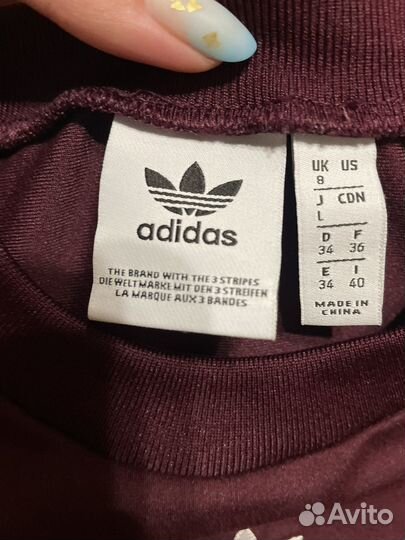 adidas
THE BRAND WITH THE 3 STRIPES
DIE WELTMARKE MIT DEN 3 STREIFEN
LA MARQUE AUX 3 BANDES
UK US
8
J CDN
L
D F
34 36
E I
34 40
MADE IN
CHINA
Avito